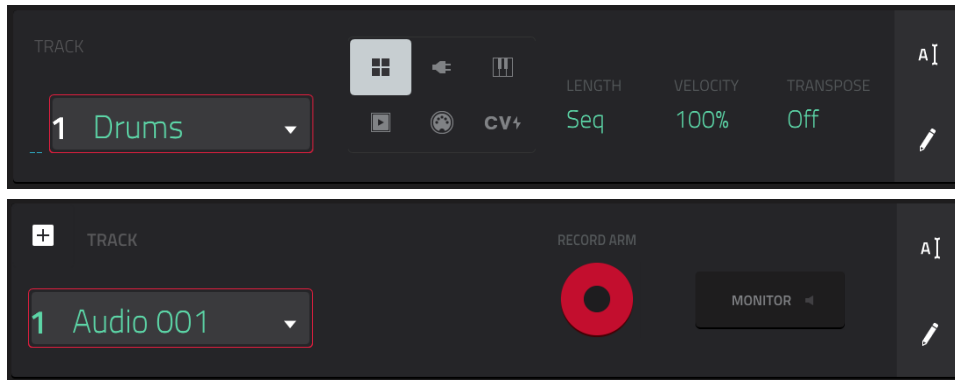 TRACK
LENGTH VELOCITY TRANSPOSE
1 Drums CV Seq 100% Off
TRACK RECORD ARM
MONITOR
1 Audio 001